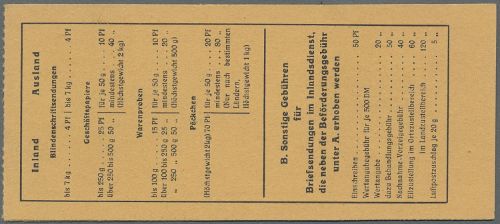 Inland Ausland
Blindenschriftsendungen
bis 7 kg . . . . . 4 Pf bis 7 kg . . . . . 4 Pf
Geschäftspapiere
bis 250 g . . 25 Pf für je 50 g . . 10 Pf
über 250 bis 500 g 50 „ mindestens . . 40 „
(Höchstgewicht 2 kg)
Warenproben
bis 100 g . . . . 15 Pf für je 50 g . . 10 Pf
über 100 bis 250 g 25 „ mindestens . . 20 „
„ 250 „ 500 g 50 „ (Höchstgewicht 500 g)
Päckchen
(Höchstgewicht 2 kg) 70 Pf für je 50 g . . 20 Pf
mindestens . . 80 „
(Nur nach bestimmten
Ländern,
Höchstgewicht 1 kg)
B. Sonstige Gebühren
für
Briefsendungen im Inlandsdienst,
die neben der Beförderungsgebühr
unter A. erhoben werden
Einschreiben . . . . . 50 Pf
Wertangabegebühr für je 500 DM
Wertangabe . . . . . 20 „
dazu Behandlungsgebühr . . 50 „
Nachnahme-Vorzeigegebühr . . 40 „
Eilzustellung im Ortszustellbereich . . 60 „
„ im Landzustellbereich . . 120 „
Luftpostzuschlag je 20 g . . . . 5 „